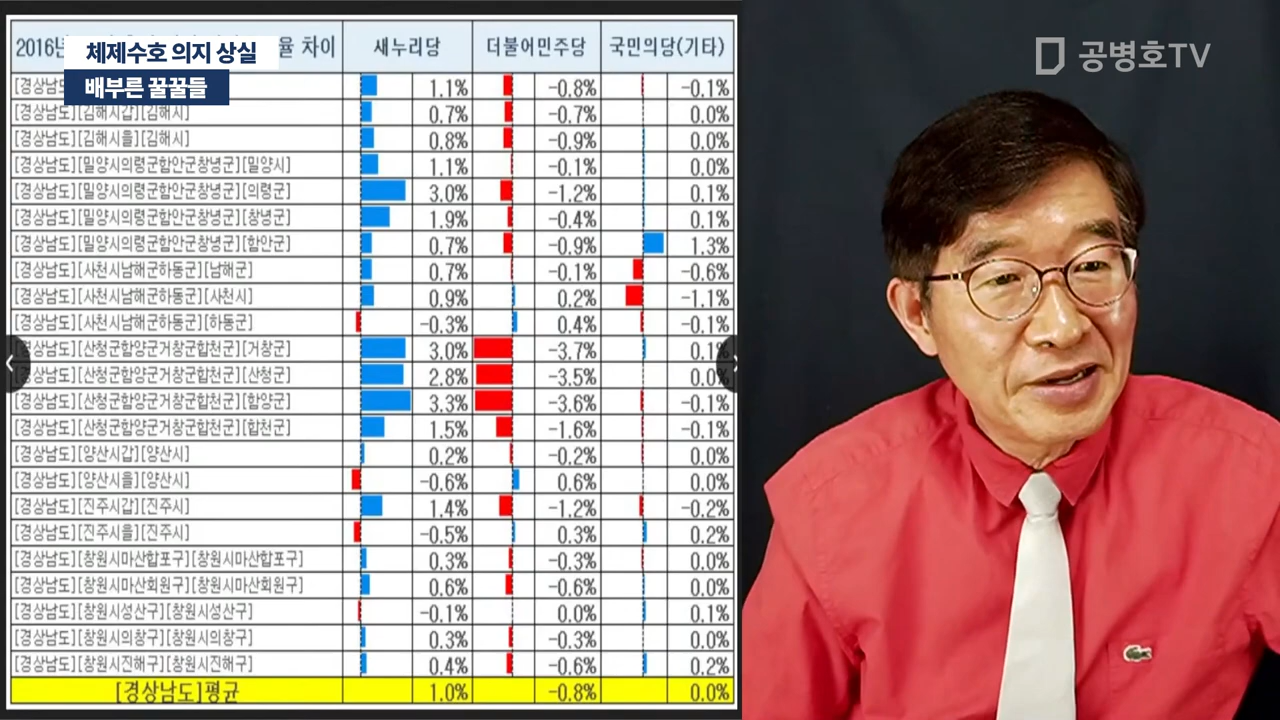 2016년 율 차이 새누리당 더불어민주당 국민의당(기타)
체제수호 의지 상실
배부른 꿀꿀들
공병호TV
[경상남도] 1.1% -0.8% -0.1%
[경상남도][김해시갑][김해시] 0.7% -0.7% 0.0%
[경상남도][김해시을][김해시] 0.8% -0.9% 0.0%
[경상남도][밀양시의령군함안군창녕군][밀양시] 1.1% -0.1% 0.0%
[경상남도][밀양시의령군함안군창녕군][의령군] 3.0% -1.2% 0.1%
[경상남도][밀양시의령군함안군창녕군][창녕군] 1.9% -0.4% 0.1%
[경상남도][밀양시의령군함안군창녕군][함안군] 0.7% -0.9% 1.3%
[경상남도][사천시남해군하동군][남해군] 0.7% -0.1% -0.6%
[경상남도][사천시남해군하동군][사천시] 0.9% 0.2% -1.1%
[경상남도][사천시남해군하동군][하동군] -0.3% 0.4% -0.1%
[경상남도][산청군함양군거창군합천군][거창군] 3.0% -3.7% 0.1%
[경상남도][산청군함양군거창군합천군][산청군] 2.8% -3.5% 0.0%
[경상남도][산청군함양군거창군합천군][함양군] 3.3% -3.6% -0.1%
[경상남도][산청군함양군거창군합천군][합천군] 1.5% -1.6% -0.1%
[경상남도][양산시갑][양산시] 0.2% -0.2% 0.0%
[경상남도][양산시을][양산시] -0.6% 0.6% 0.0%
[경상남도][진주시갑][진주시] 1.4% -1.2% -0.2%
[경상남도][진주시을][진주시] -0.5% 0.3% 0.2%
[경상남도][창원시마산합포구][창원시마산합포구] 0.3% -0.3% 0.0%
[경상남도][창원시마산회원구][창원시마산회원구] 0.6% -0.6% 0.0%
[경상남도][창원시성산구][창원시성산구] -0.1% 0.0% 0.1%
[경상남도][창원시의창구][창원시의창구] 0.3% -0.3% 0.0%
[경상남도][창원시진해구][창원시진해구] 0.4% -0.6% 0.2%
[경상남도]평균 1.0% -0.8% 0.0%